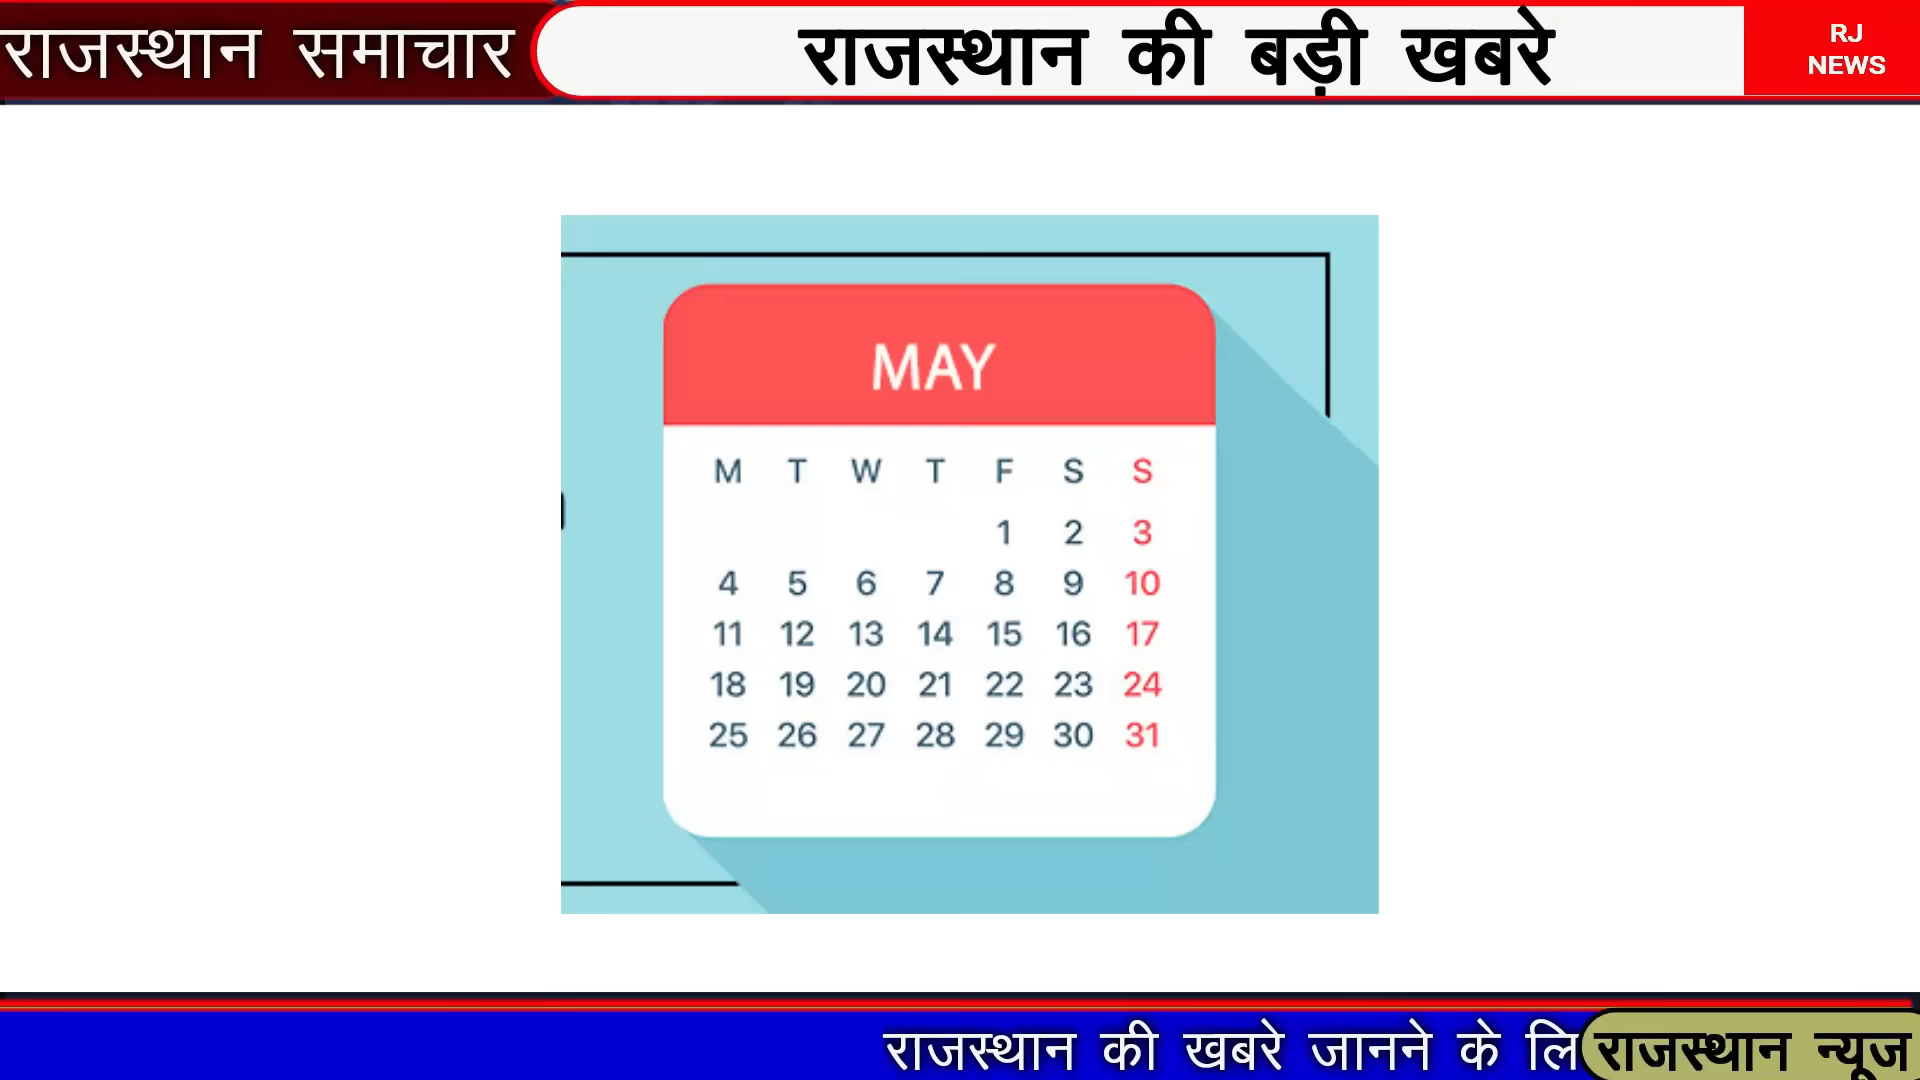 राजस्थान समाचार
राजस्थान की बड़ी खबरे
RJ
NEWS
MAY
M T W T F S S
1 2 3
4 5 6 7 8 9 10
11 12 13 14 15 16 17
18 19 20 21 22 23 24
25 26 27 28 29 30 31
राजस्थान की खबरे जानने के लि
राजस्थान न्यूज